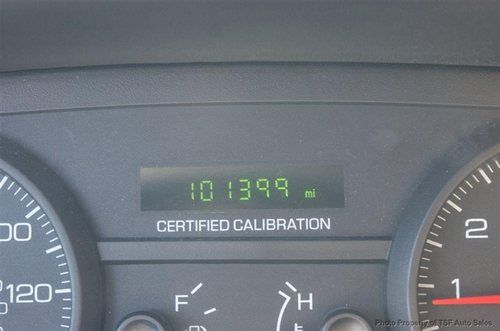 101399 mi
CERTIFIED CALIBRATION
00
120
F
H
2
1
Photo Property of TSF Auto Sales